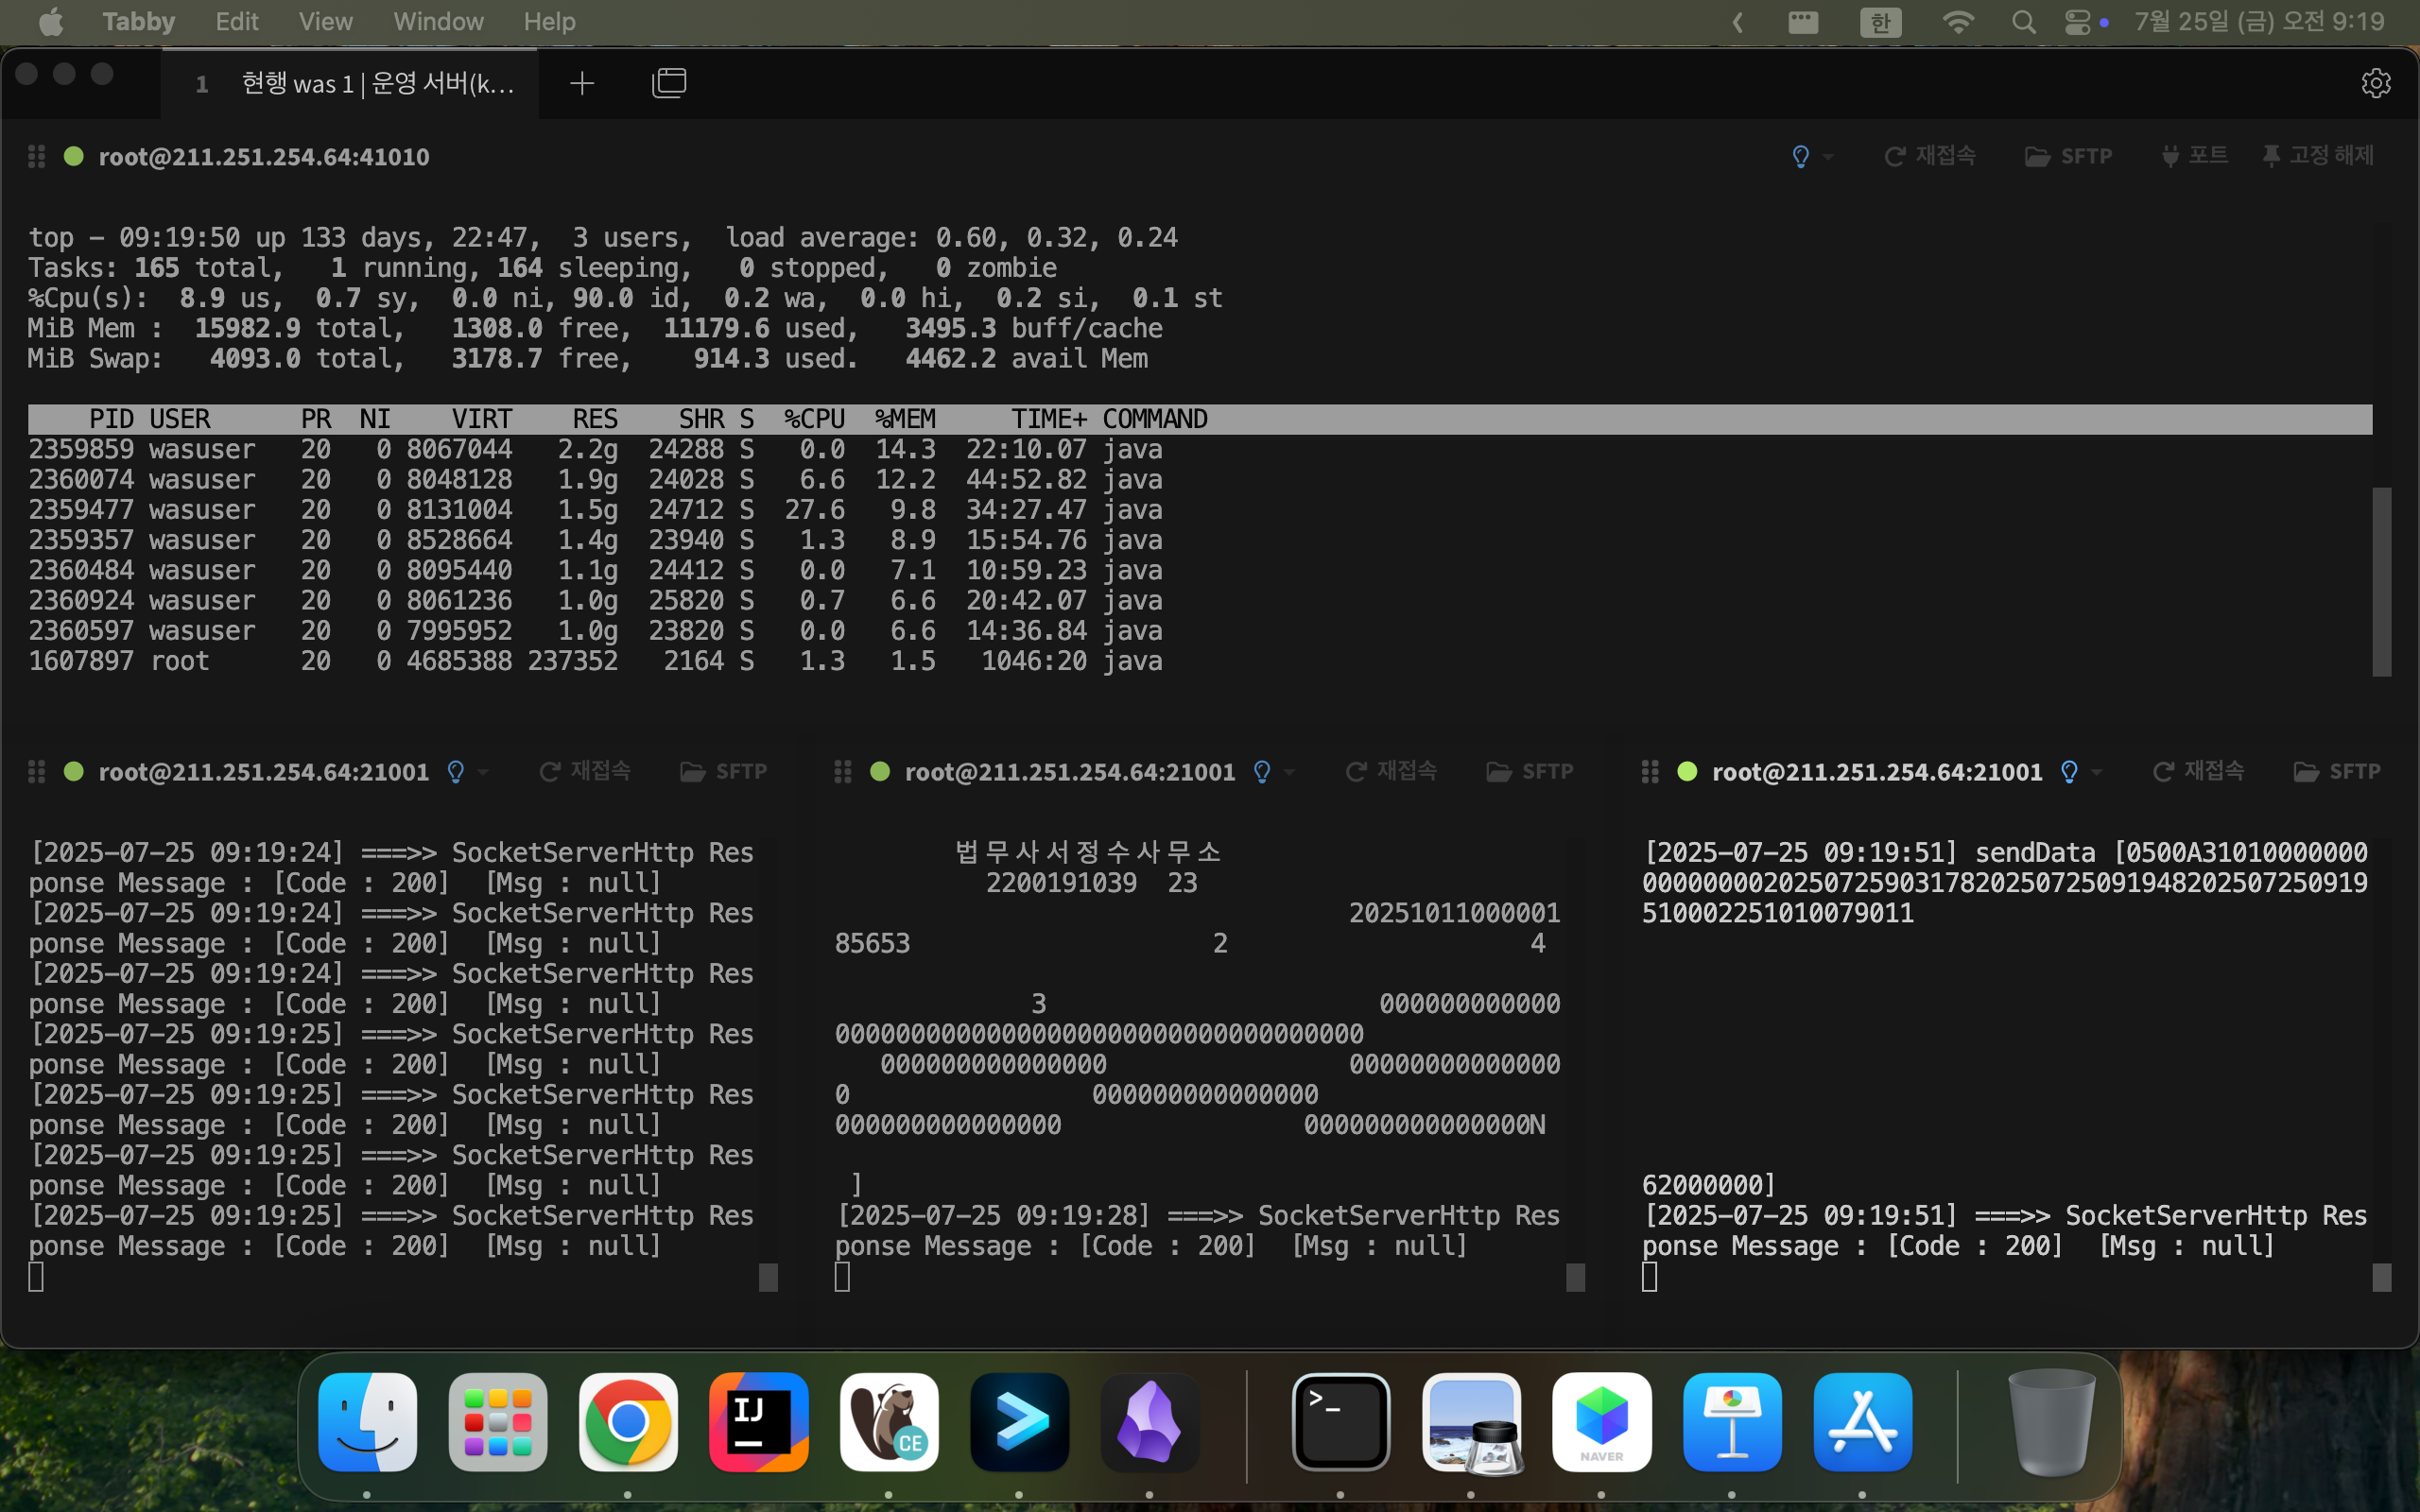 Tabby Edit View Window Help 한 7월 25일 (금) 오전 9:19
1 현행 was 1 | 운영 서버(k...
root@211.251.254.64:41010 재접속 SFTP 포트 고정 해제
top - 09:19:50 up 133 days, 22:47,  3 users,  load average: 0.60, 0.32, 0.24
Tasks: 165 total,   1 running, 164 sleeping,   0 stopped,   0 zombie
%Cpu(s):  8.9 us,  0.7 sy,  0.0 ni, 90.0 id,  0.2 wa,  0.0 hi,  0.2 si,  0.1 st
MiB Mem :  15982.9 total,   1308.0 free,  11179.6 used,   3495.3 buff/cache
MiB Swap:   4093.0 total,   3178.7 free,    914.3 used.   4462.2 avail Mem
PID USER PR NI VIRT RES SHR S %CPU %MEM TIME+ COMMAND
2359859 wasuser 20 0 8067044 2.2g 24288 S 0.0 14.3 22:10.07 java
2360074 wasuser 20 0 8048128 1.9g 24028 S 6.6 12.2 44:52.82 java
2359477 wasuser 20 0 8131004 1.5g 24712 S 27.6 9.8 34:27.47 java
2359357 wasuser 20 0 8528664 1.4g 23940 S 1.3 8.9 15:54.76 java
2360484 wasuser 20 0 8095440 1.1g 24412 S 0.0 7.1 10:59.23 java
2360924 wasuser 20 0 8061236 1.0g 25820 S 0.7 6.6 20:42.07 java
2360597 wasuser 20 0 7995952 1.0g 23820 S 0.0 6.6 14:36.84 java
1607897 root 20 0 4685388 237352 2164 S 1.3 1.5 1046:20 java
root@211.251.254.64:21001 재접속 SFTP
[2025-07-25 09:19:24] ===>> SocketServerHttp Res
ponse Message : [Code : 200]  [Msg : null]
[2025-07-25 09:19:24] ===>> SocketServerHttp Res
ponse Message : [Code : 200]  [Msg : null]
[2025-07-25 09:19:24] ===>> SocketServerHttp Res
ponse Message : [Code : 200]  [Msg : null]
[2025-07-25 09:19:25] ===>> SocketServerHttp Res
ponse Message : [Code : 200]  [Msg : null]
[2025-07-25 09:19:25] ===>> SocketServerHttp Res
ponse Message : [Code : 200]  [Msg : null]
[2025-07-25 09:19:25] ===>> SocketServerHttp Res
ponse Message : [Code : 200]  [Msg : null]
[2025-07-25 09:19:25] ===>> SocketServerHttp Res
ponse Message : [Code : 200]  [Msg : null]
root@211.251.254.64:21001 재접속 SFTP
법무사서정수사무소
2200191039  23
20251011000001
85653 2 4
3 000000000000
00000000000000000000000000000000000
000000000000000 00000000000000
0 000000000000000
000000000000000 000000000000000N
]
[2025-07-25 09:19:28] ===>> SocketServerHttp Res
ponse Message : [Code : 200]  [Msg : null]
root@211.251.254.64:21001 재접속 SFTP
[2025-07-25 09:19:51] sendData [0500A31010000000
000000002025072590317820250725091948202507250919
510002251010079011
62000000]
[2025-07-25 09:19:51] ===>> SocketServerHttp Res
ponse Message : [Code : 200]  [Msg : null]
IJ
CE
>_
NAVER